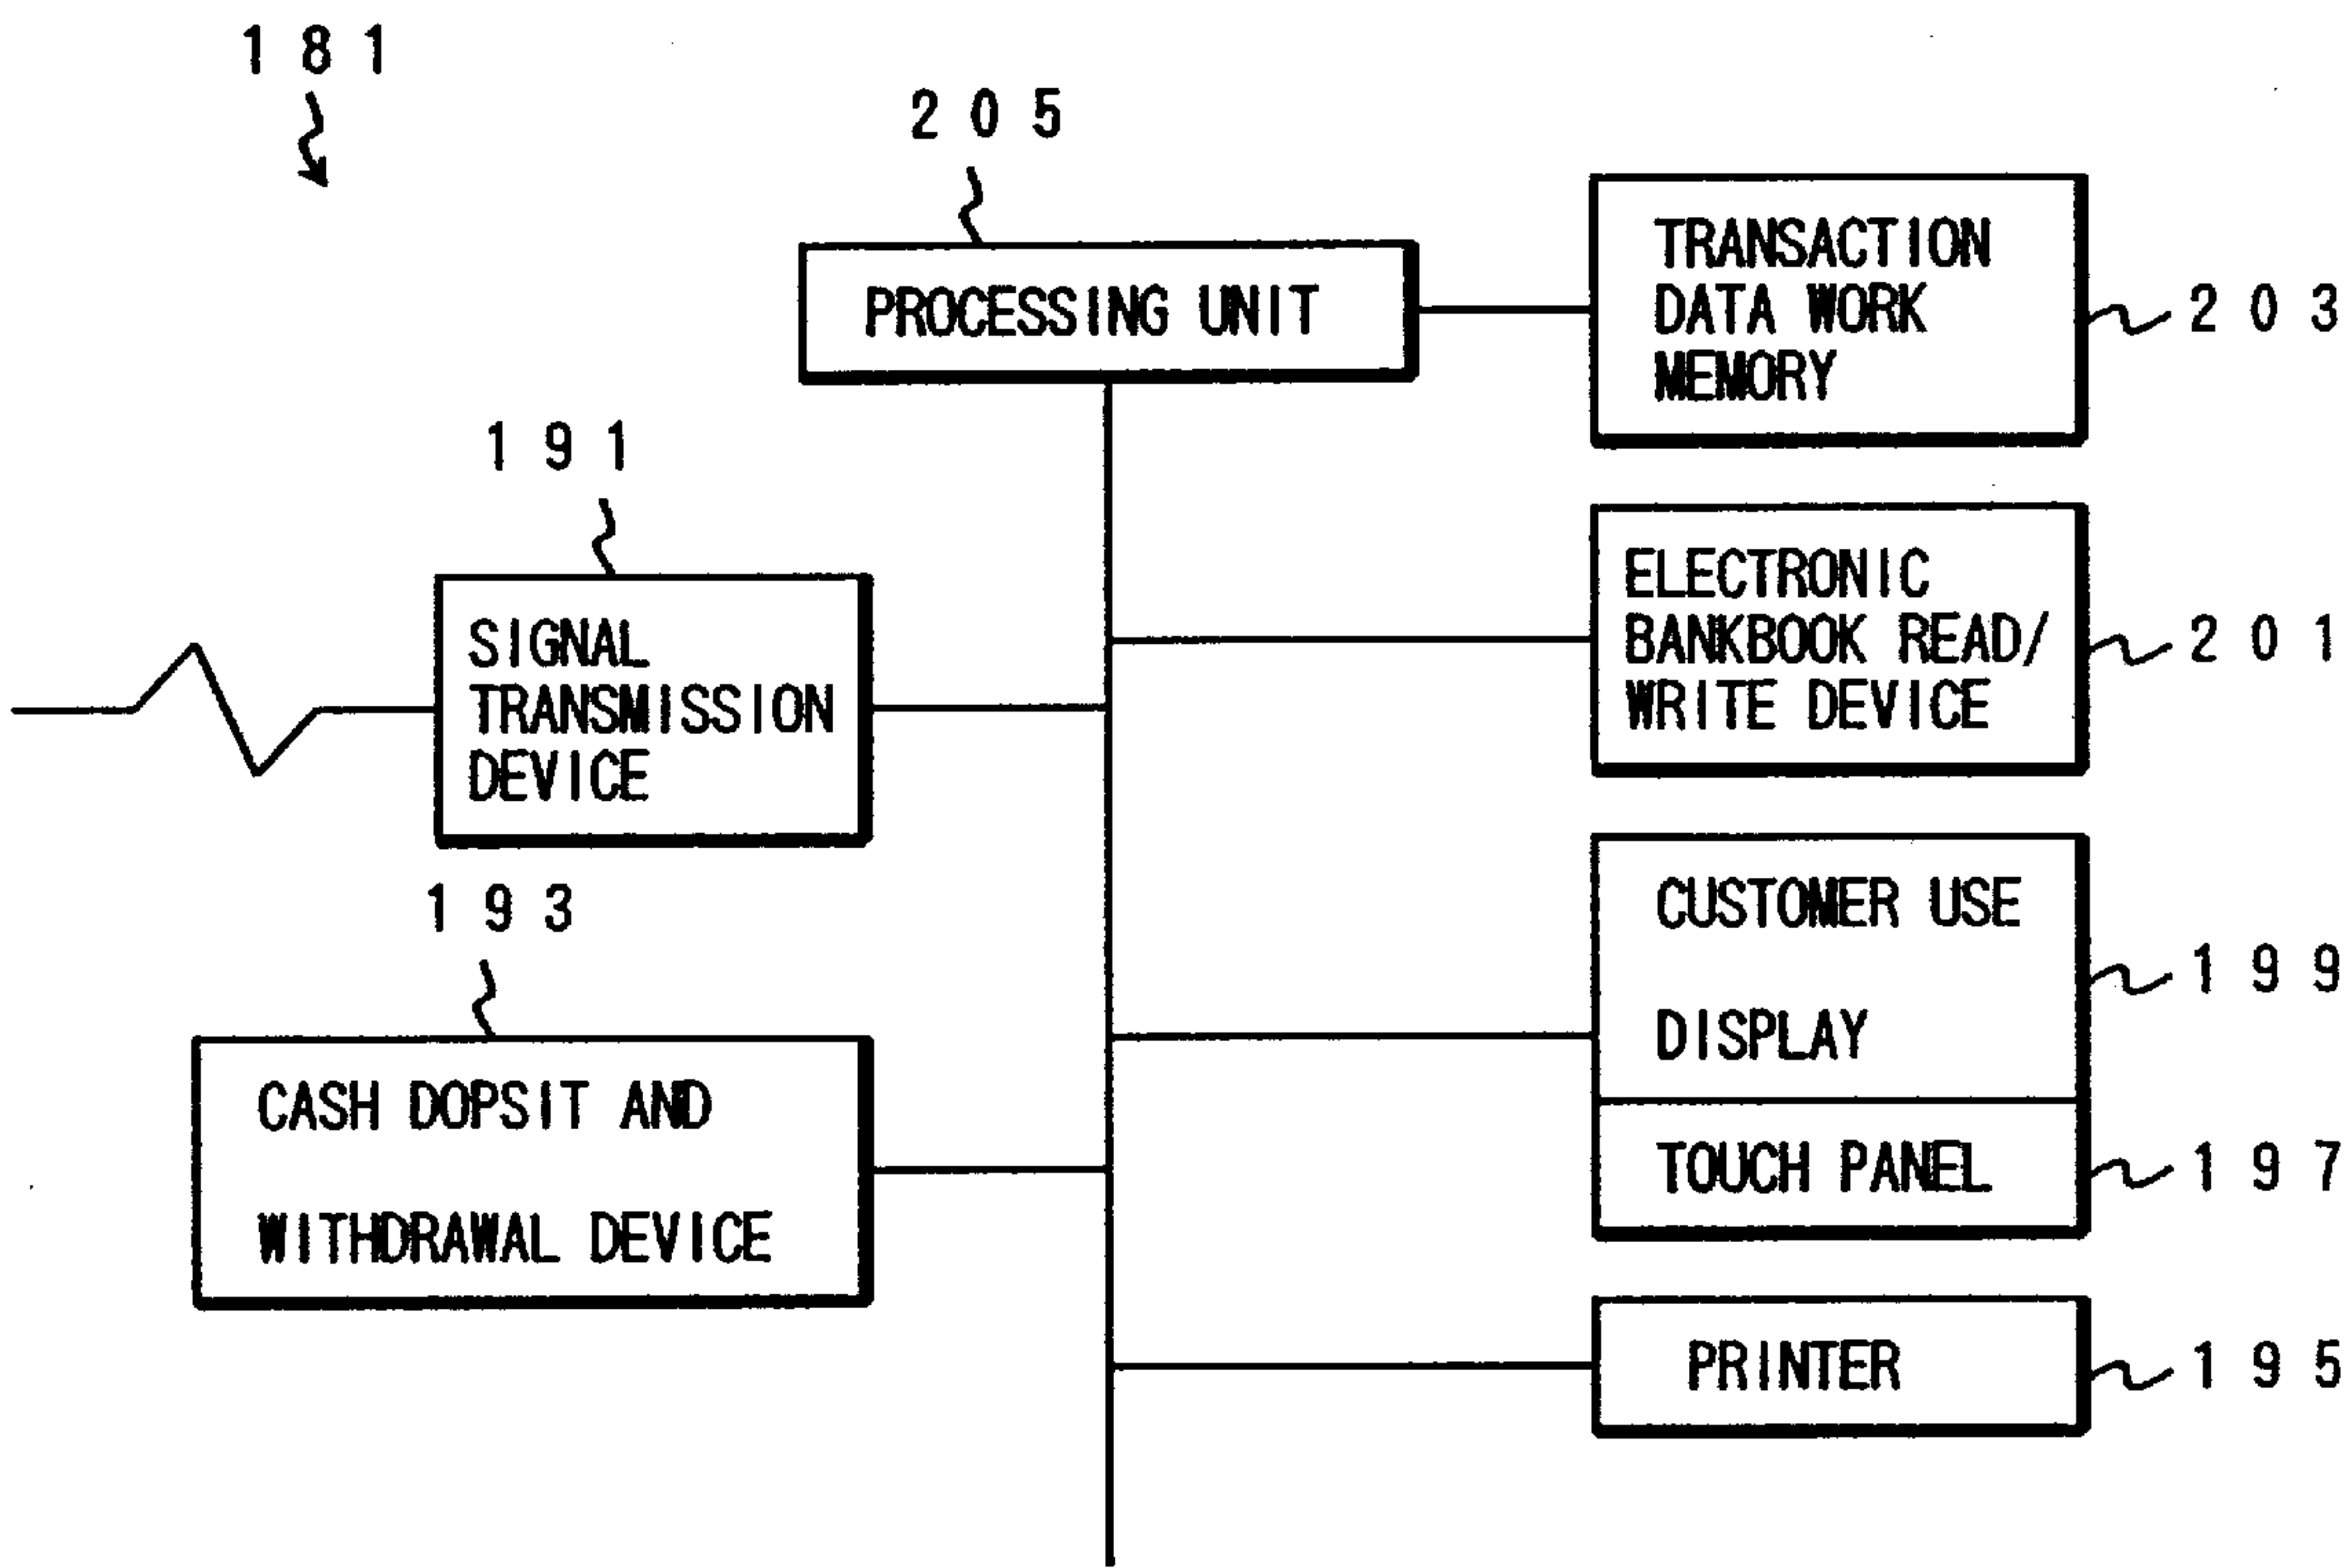 181
205
PROCESSING UNIT
TRANSACTION
DATA WORK
MEMORY
203
191
SIGNAL
TRANSMISSION
DEVICE
ELECTRONIC
BANKBOOK READ/
WRITE DEVICE
201
193
CASH DOPSIT AND
WITHDRAWAL DEVICE
CUSTOMER USE
DISPLAY
199
TOUCH PANEL
197
PRINTER
195